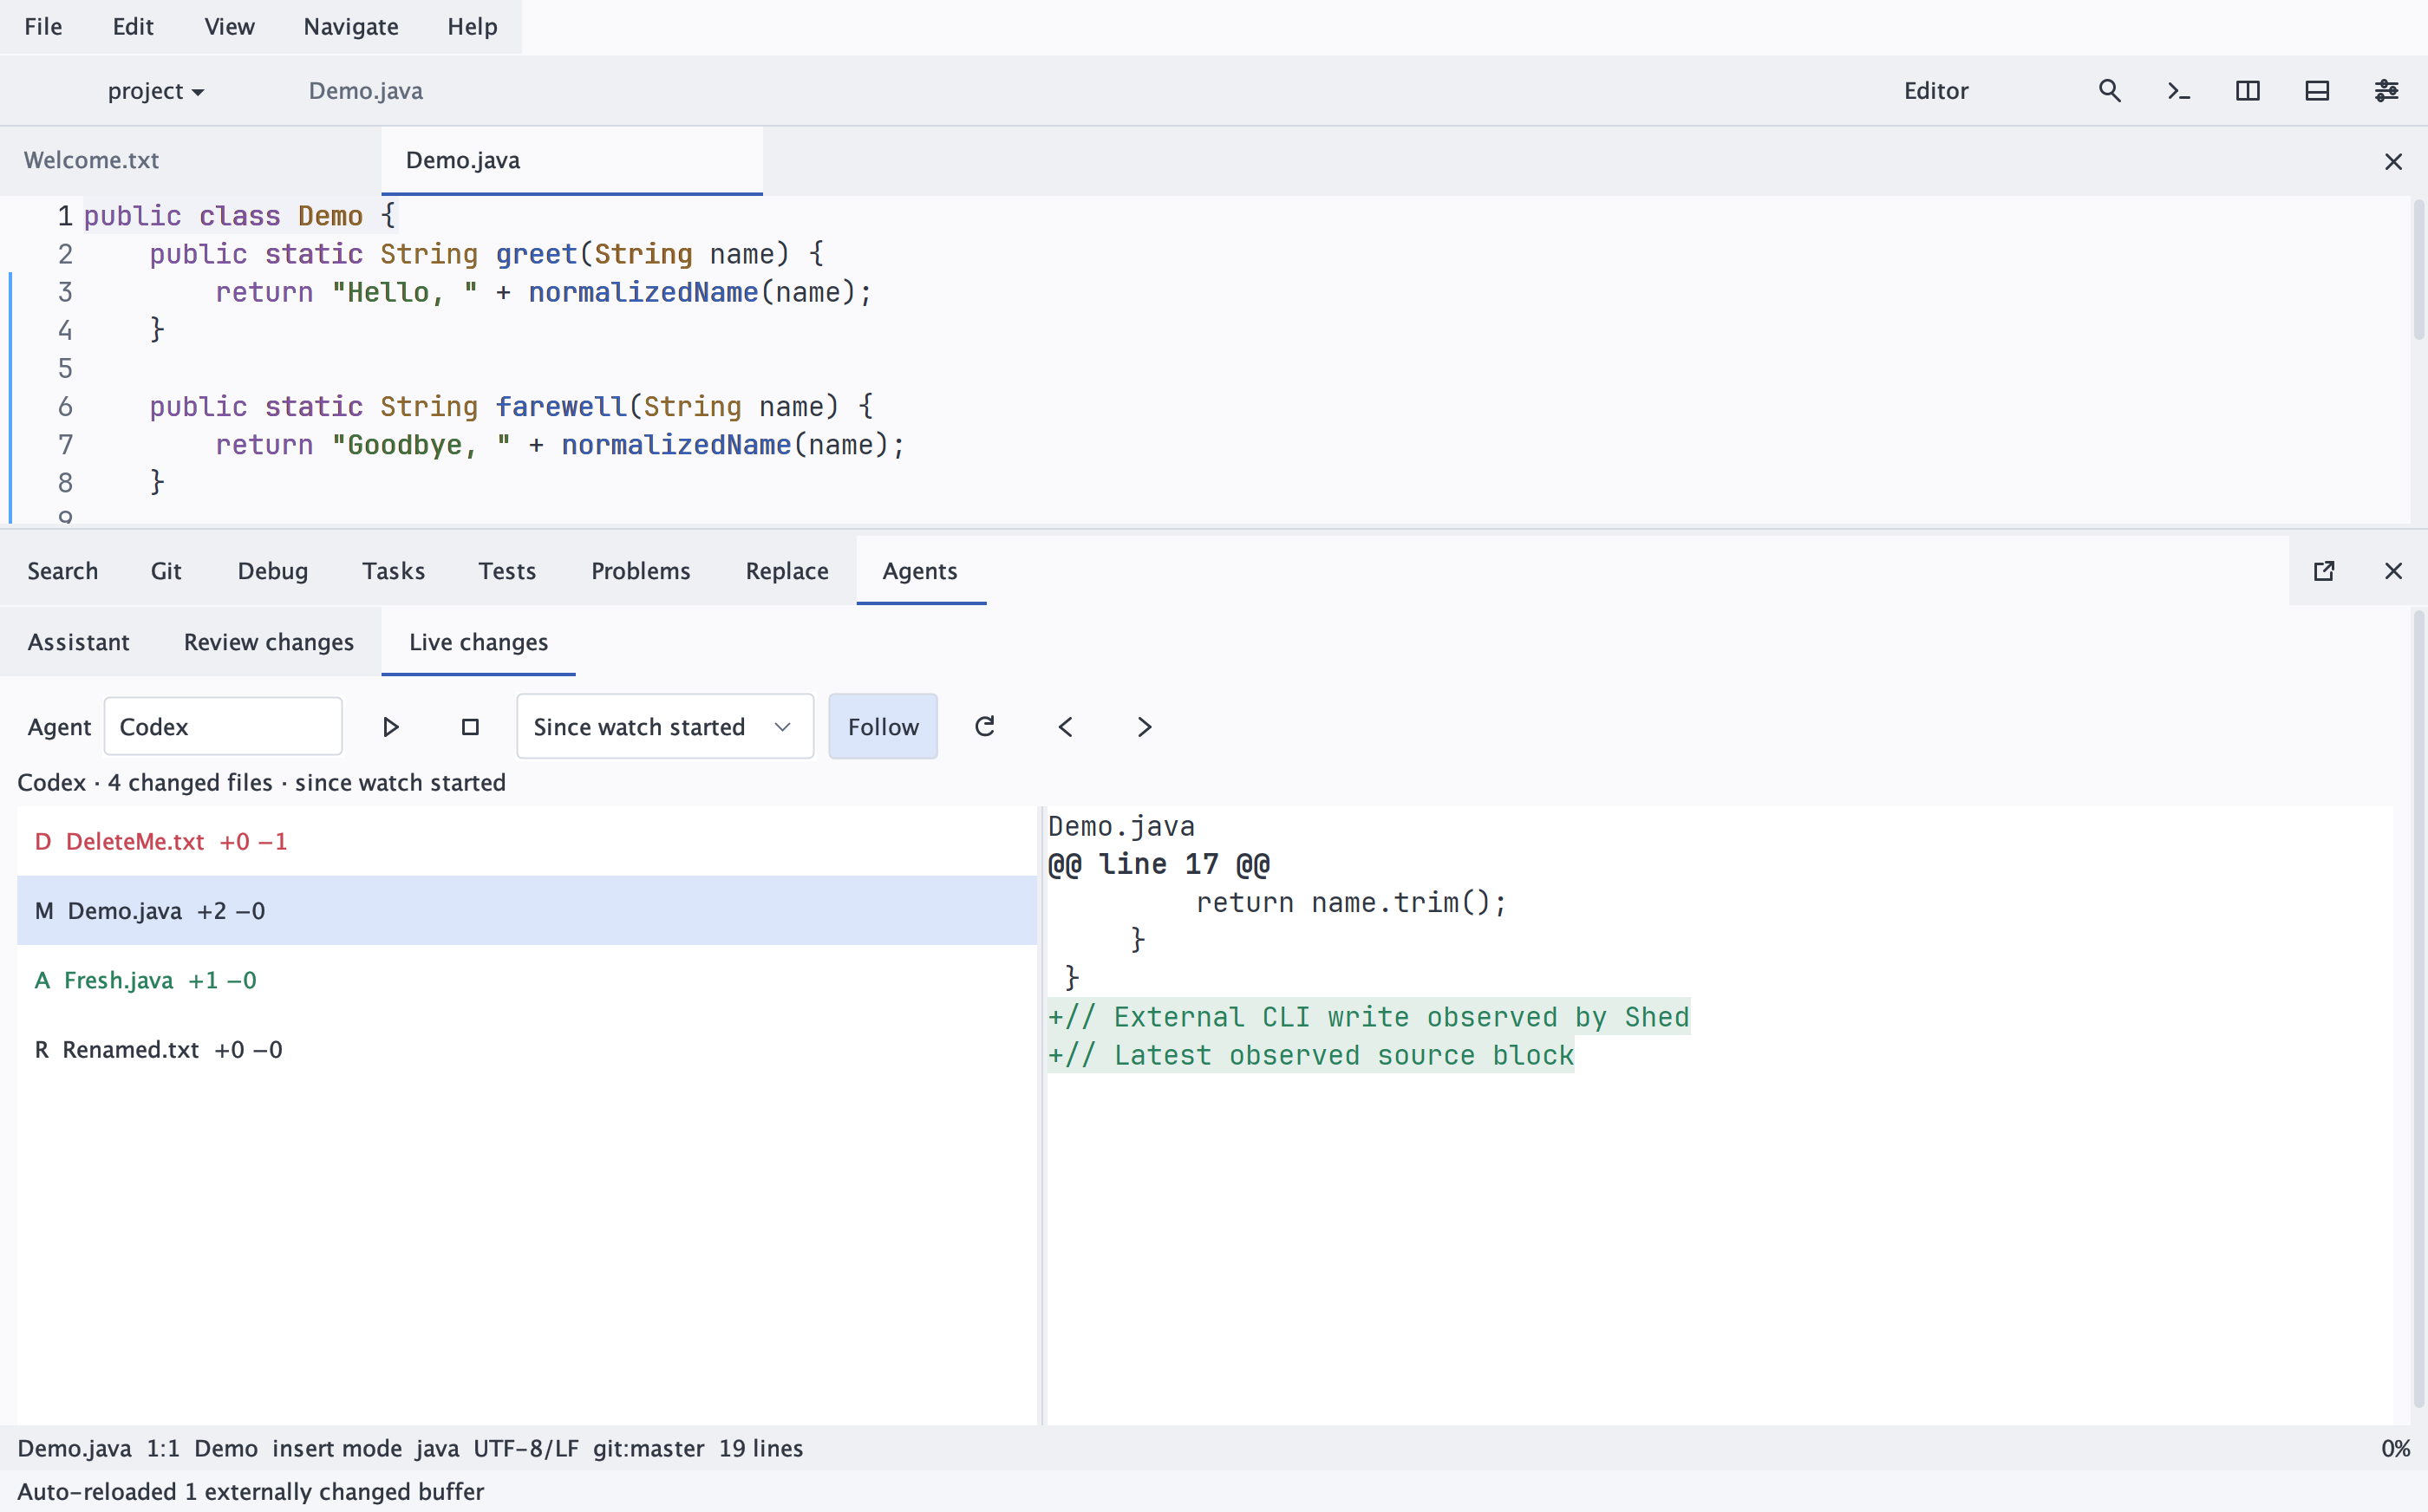 File Edit View Navigate Help
project Demo.java Editor
Welcome.txt Demo.java
1 public class Demo {
2     public static String greet(String name) {
3         return "Hello, " + normalizedName(name);
4     }
5
6     public static String farewell(String name) {
7         return "Goodbye, " + normalizedName(name);
8     }
9
Search Git Debug Tasks Tests Problems Replace Agents
Assistant Review changes Live changes
Agent Codex Since watch started Follow
Codex · 4 changed files · since watch started
D DeleteMe.txt +0 −1
M Demo.java +2 −0
A Fresh.java +1 −0
R Renamed.txt +0 −0
Demo.java
@@ line 17 @@
         return name.trim();
     }
 }
+// External CLI write observed by Shed
+// Latest observed source block
Demo.java 1:1 Demo insert mode java UTF-8/LF git:master 19 lines 0%
Auto-reloaded 1 externally changed buffer